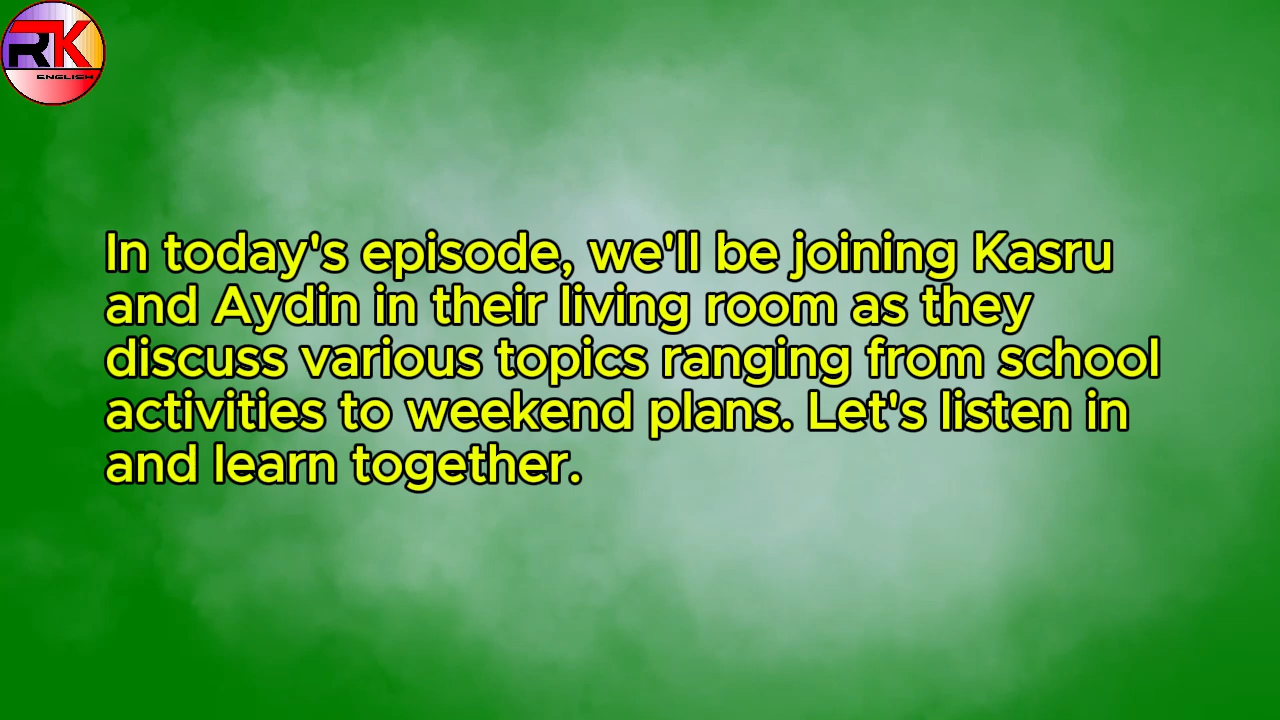 RK
ENGLISH
In today's episode, we'll be joining Kasru
and Aydin in their living room as they
discuss various topics ranging from school
activities to weekend plans. Let's listen in
and learn together.